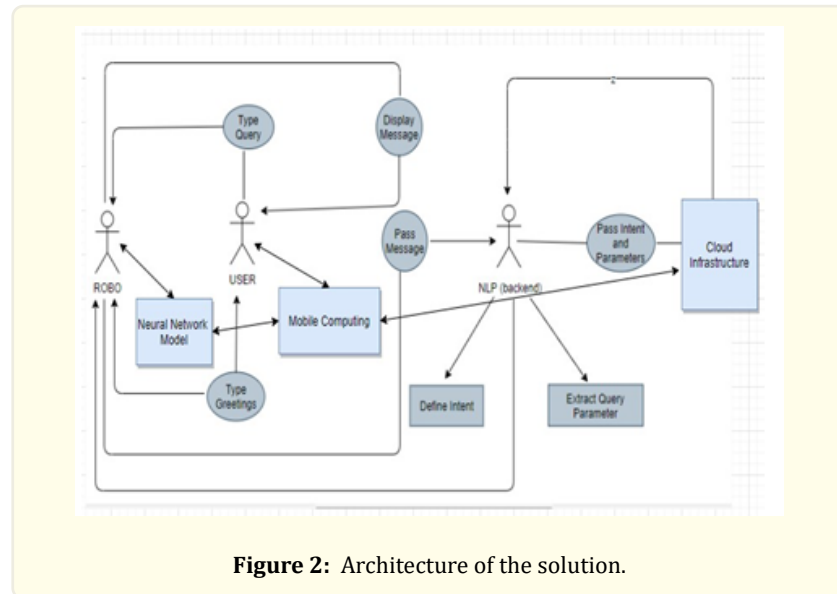 Type
Query
Display
Message
Pass
Message
Pass Intent
and
Parameters
Cloud
Infrastructure
ROBO
USER
NLP (backend)
Neural Network
Model
Mobile Computing
Type
Greetings
Define Intent
Extract Query
Parameter
Figure 2: Architecture of the solution.